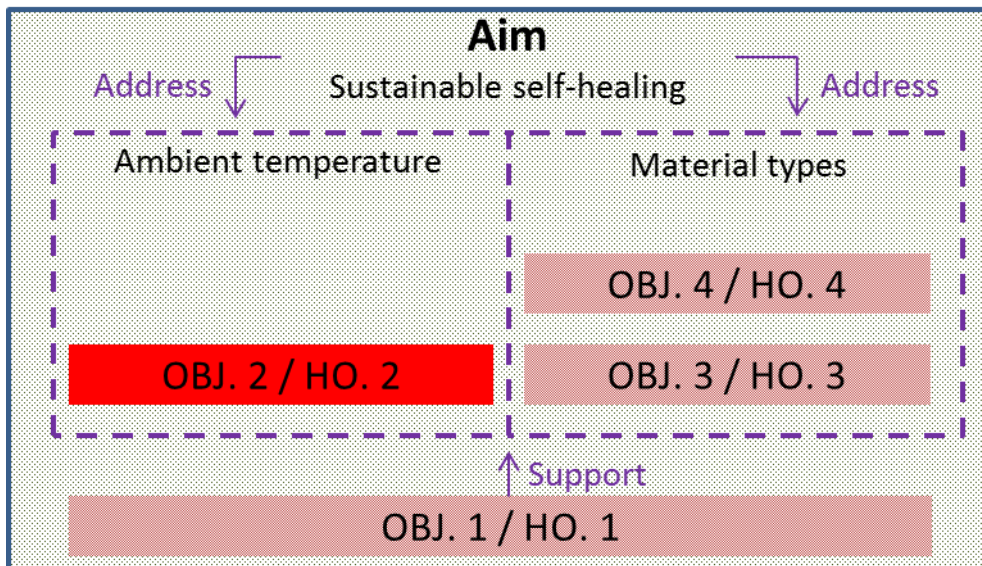 Aim
Address
Sustainable self-healing
Address
Ambient temperature
Material types
OBJ. 4 / HO. 4
OBJ. 2 / HO. 2
OBJ. 3 / HO. 3
Support
OBJ. 1 / HO. 1